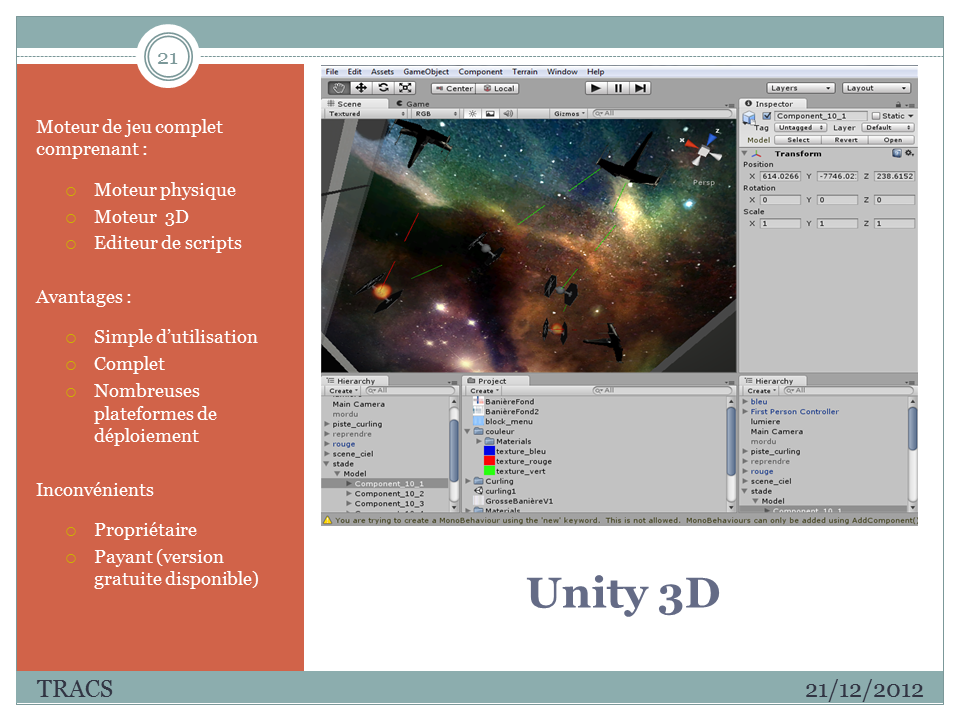 21
Moteur de jeu complet
comprenant :
Moteur physique
Moteur 3D
Editeur de scripts
Avantages :
Simple d’utilisation
Complet
Nombreuses
plateformes de
déploiement
Inconvénients
Propriétaire
Payant (version
gratuite disponible)
File Edit Assets GameObject Component Terrain Window Help
Center Local
Layers Layout
Scene Game
Textured RGB Gizmos All
Persp
Inspector
Component_10_1 Static
Tag Untagged Layer Default
Model Select Revert Open
Transform
Position
X 614.0266 Y -7746.02 Z 238.6152
Rotation
X 0 Y 0 Z 0
Scale
X 1 Y 1 Z 1
Hierarchy
Create All
Main Camera
mordu
piste_curling
reprendre
rouge
scene_ciel
stade
Model
Component_10_1
Component_10_2
Component_10_3
Project
Create All
BanièreFond
BanièreFond2
block_menu
couleur
Materials
texture_bleu
texture_rouge
texture_vert
Curling
curling1
GrosseBanièreV1
Materials
Hierarchy
Create All
bleu
First Person Controller
lumiere
Main Camera
mordu
piste_curling
reprendre
rouge
scene_ciel
stade
Model
Component_10_1
You are trying to create a MonoBehaviour using the 'new' keyword. This is not allowed. MonoBehaviours can only be added using AddComponent()
Unity 3D
TRACS
21/12/2012